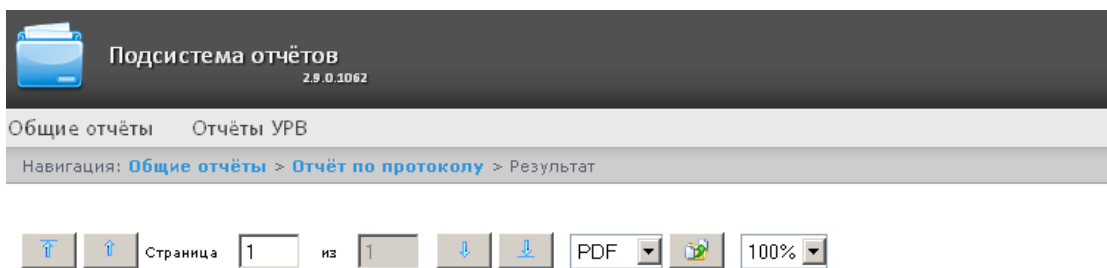 Подсистема отчётов
2.9.0.1062
Общие отчёты Отчёты УРВ
Навигация: Общие отчёты > Отчёт по протоколу > Результат
Страница 1 из 1 PDF 100%